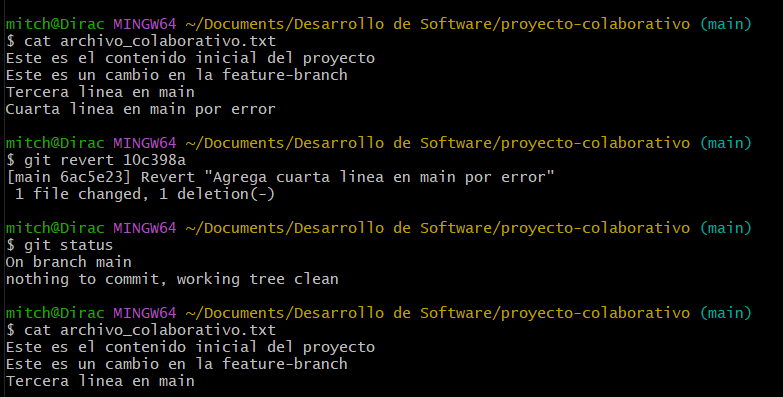 mitch@Dirac MINGW64 ~/Documents/Desarrollo de Software/proyecto-colaborativo (main)
$ cat archivo_colaborativo.txt
Este es el contenido inicial del proyecto
Este es un cambio en la feature-branch
Tercera linea en main
Cuarta linea en main por error
mitch@Dirac MINGW64 ~/Documents/Desarrollo de Software/proyecto-colaborativo (main)
$ git revert 10c398a
[main 6ac5e23] Revert "Agrega cuarta linea en main por error"
 1 file changed, 1 deletion(-)
mitch@Dirac MINGW64 ~/Documents/Desarrollo de Software/proyecto-colaborativo (main)
$ git status
On branch main
nothing to commit, working tree clean
mitch@Dirac MINGW64 ~/Documents/Desarrollo de Software/proyecto-colaborativo (main)
$ cat archivo_colaborativo.txt
Este es el contenido inicial del proyecto
Este es un cambio en la feature-branch
Tercera linea en main